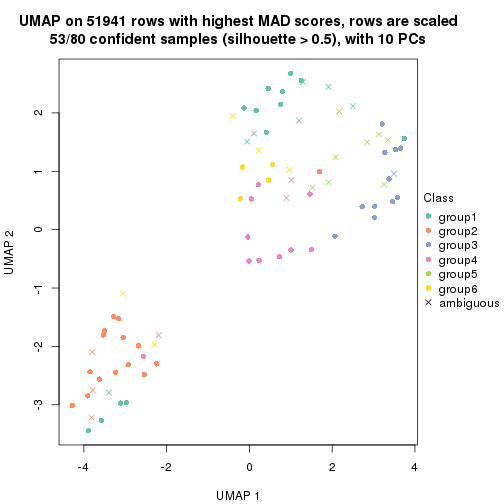 UMAP on 51941 rows with highest MAD scores, rows are scaled
53/80 confident samples (silhouette > 0.5), with 10 PCs
2
1
0
-1
-2
-3
UMAP 2
-4
-2
0
2
4
UMAP 1
Class
group1
group2
group3
group4
group5
group6
ambiguous